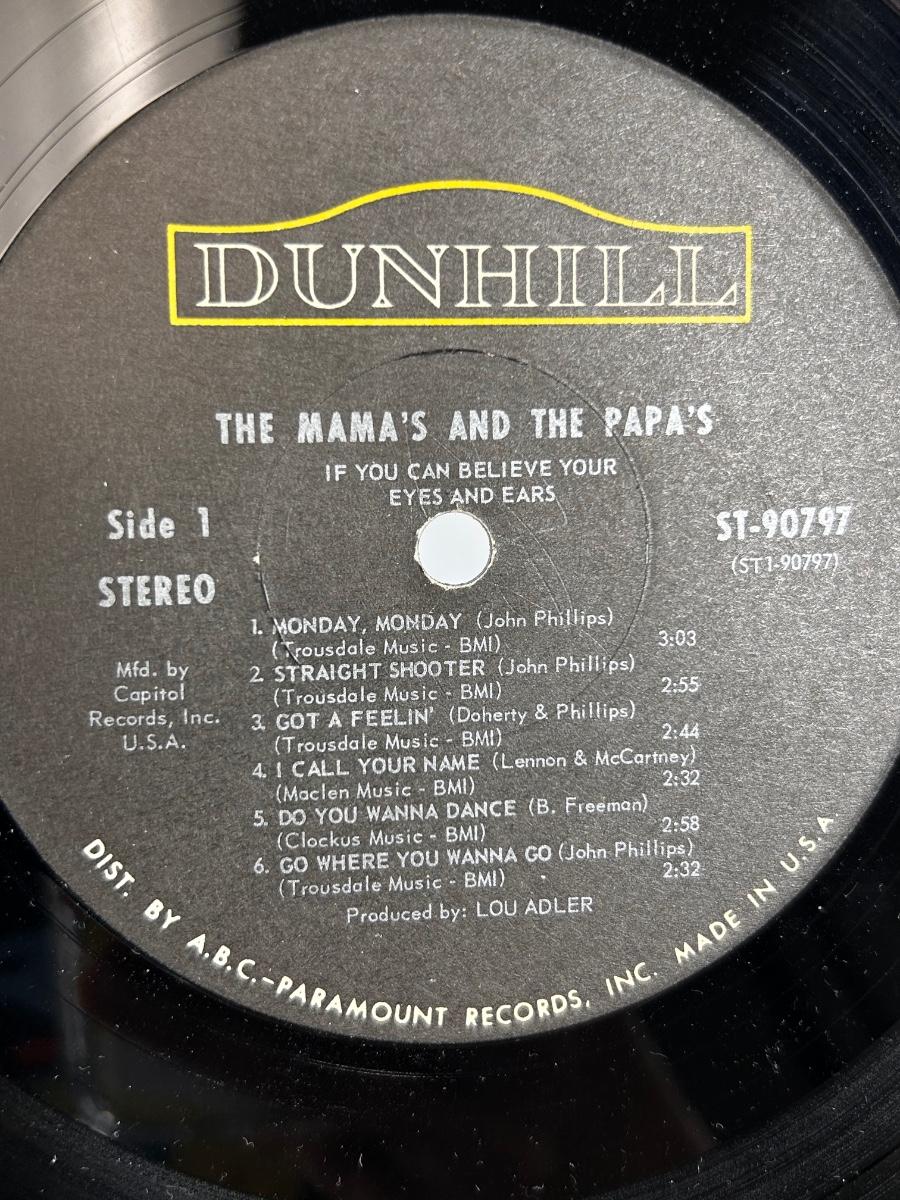 DUNHILL
THE MAMA'S AND THE PAPA'S
IF YOU CAN BELIEVE YOUR
EYES AND EARS
Side 1
ST-90797
(ST1-90797)
STEREO
Mfd. by
Capitol
Records, Inc.
U.S.A.
1. MONDAY, MONDAY (John Phillips)
(Trousdale Music - BMI) 3:03
2. STRAIGHT SHOOTER (John Phillips)
(Trousdale Music - BMI) 2:55
3. GOT A FEELIN' (Doherty & Phillips)
(Trousdale Music - BMI) 2:44
4. I CALL YOUR NAME (Lennon & McCartney)
(Maclen Music - BMI) 2:32
5. DO YOU WANNA DANCE (B. Freeman)
(Clockus Music - BMI) 2:58
6. GO WHERE YOU WANNA GO (John Phillips)
(Trousdale Music - BMI) 2:32
Produced by: LOU ADLER
DIST. BY A.B.C.-PARAMOUNT RECORDS, INC. MADE IN U.S.A.